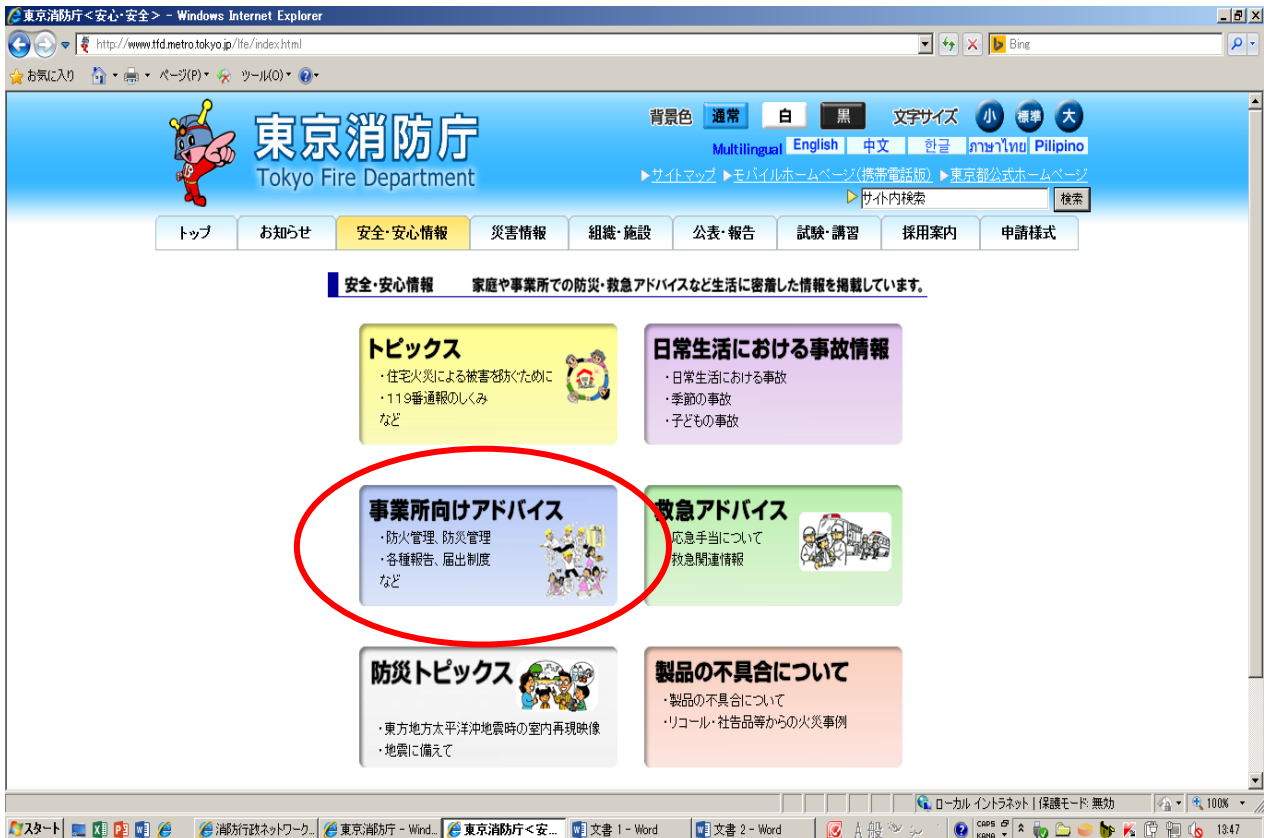 東京消防庁<安心・安全> - Windows Internet Explorer
http://www.tfd.metro.tokyo.jp/lfe/index.html
Bing
お気に入り ページ(P) ツール(O)
東京消防庁
Tokyo Fire Department
背景色 通常 白 黒 文字サイズ 小 標準 大
Multilingual English 中文 한글 ภาษาไทย Pilipino
▶サイトマップ ▶モバイルホームページ(携帯電話版) ▶東京都公式ホームページ
サイト内検索 検索
トップ お知らせ 安全・安心情報 災害情報 組織・施設 公表・報告 試験・講習 採用案内 申請様式
安全・安心情報 家庭や事業所での防災・救急アドバイスなど生活に密着した情報を掲載しています。
トピックス
・住宅火災による被害を防ぐために
・119番通報のしくみ
など
日常生活における事故情報
・日常生活における事故
・季節の事故
・子どもの事故
事業所向けアドバイス
・防火管理、防災管理
・各種報告、届出制度
など
救急アドバイス
応急手当について
救急関連情報
防災トピックス
・東方地方太平洋沖地震時の室内再現映像
・地震に備えて
製品の不具合について
・製品の不具合について
・リコール・社告品等からの火災事例
ローカル イントラネット | 保護モード: 無効 100%
スタート 消防行政ネットワーク... 東京消防庁 - Wind... 東京消防庁<安... 文書 1 - Word 文書 2 - Word A 般 CAPS KANA 13:47